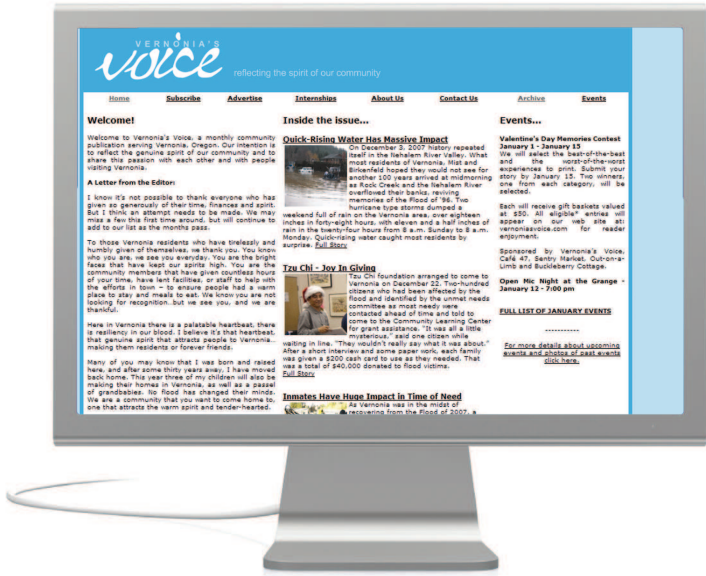 VERNONIA'S
voice
reflecting the spirit of our community
Home Subscribe Advertise Internships About Us Contact Us Archive Events
Welcome!
Welcome to Vernonia's Voice, a monthly community
publication serving Vernonia, Oregon. Our intention is
to reflect the genuine spirit of our community and to
share this passion with each other and with people
visiting Vernonia.
A Letter from the Editor:
I know it's not possible to thank everyone who has
given so generously of their time, finances and spirit.
But I think an attempt needs to be made. We may
miss a few this first time around, but will continue to
add to our list as the months pass.
To those Vernonia residents who have tirelessly and
humbly given of themselves, we thank you. You know
who you are, we see you everyday. You are the bright
faces that have kept our spirits high. You are the
community members that have given countless hours
of your time, have lent facilities, or staff to help with
the efforts in town – to ensure people had a warm
place to stay and meals to eat. We know you are not
looking for recognition…but we see you, and we are
thankful.
Here in Vernonia there is a palatable heartbeat, there
is resiliency in our blood. I believe it's that heartbeat,
that genuine spirit that attracts people to Vernonia…
making them residents or forever friends.
Many of you may know that I was born and raised
here, and after some thirty years away, I have moved
back home. This year three of my children will also be
making their homes in Vernonia, as well as a passel
of grandbabies. No flood has changed their minds.
We are a community that you want to come home to,
one that attracts the warm spirit and tender-hearted.
Inside the issue...
Quick-Rising Water Has Massive Impact
On December 3, 2007 history repeated
itself in the Nehalem River Valley. What
most residents of Vernonia, Mist and
Birkenfeld hoped they would not see for
another 100 years arrived at midmorning
as Rock Creek and the Nehalem River
overflowed their banks, reviving
memories of the Flood of '96. Two
hurricane type storms dumped a
weekend full of rain on the Vernonia area, over eighteen
inches in forty-eight hours, with eleven and a half inches of
rain in the twenty-four hours from 8 a.m. Sunday to 8 a.m.
Monday. Quick-rising water caught most residents by
surprise. Full Story
Tzu Chi - Joy In Giving
Tzu Chi foundation arranged to come to
Vernonia on December 22. Two-hundred
citizens who had been affected by the
flood and identified by the unmet needs
committee as most needy were
contacted ahead of time and told to
come to the Community Learning Center
for grant assistance. "It was all a little
mysterious," said one citizen while
waiting in line. "They wouldn't really say what it was about."
After a short interview and some paper work, each family
was given a $200 cash card to use as they needed. That
was a total of $40,000 donated to flood victims.
Full Story
Inmates Have Huge Impact in Time of Need
As Vernonia was in the midst of
recovering from the Flood of 2007, a
Events...
Valentine's Day Memories Contest
January 1 - January 15
We will select the best-of-the-best
and the worst-of-the-worst
experiences to print. Submit your
story by January 15. Two winners,
one from each category, will be
selected.
Each will receive gift baskets valued
at $50. All eligible* entries will
appear on our web site at:
vernoniasvoice.com for reader
enjoyment.
Sponsored by Vernonia's Voice,
Café 47, Sentry Market, Out-on-a-
Limb and Buckleberry Cottage.
Open Mic Night at the Grange -
January 12 - 7:00 pm
FULL LIST OF JANUARY EVENTS
-----------
For more details about upcoming
events and photos of past events
click here.